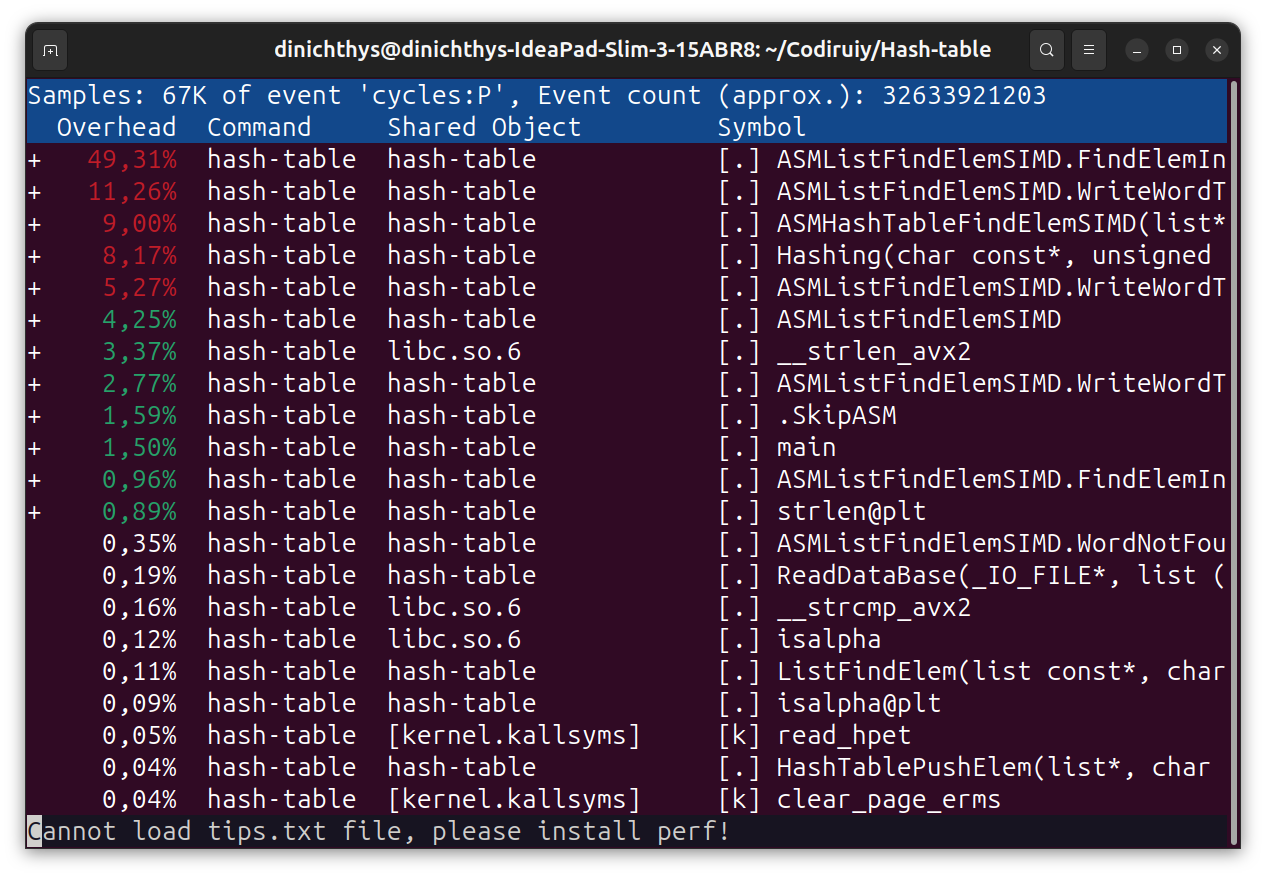 dinichthys@dinichthys-IdeaPad-Slim-3-15ABR8: ~/Codiruiy/Hash-table
Samples: 67K of event 'cycles:P', Event count (approx.): 32633921203
Overhead  Command  Shared Object  Symbol
+ 49,31%  hash-table  hash-table  [.] ASMListFindElemSIMD.FindElemIn
+ 11,26%  hash-table  hash-table  [.] ASMListFindElemSIMD.WriteWordT
+ 9,00%  hash-table  hash-table  [.] ASMHashTableFindElemSIMD(list*
+ 8,17%  hash-table  hash-table  [.] Hashing(char const*, unsigned
+ 5,27%  hash-table  hash-table  [.] ASMListFindElemSIMD.WriteWordT
+ 4,25%  hash-table  hash-table  [.] ASMListFindElemSIMD
+ 3,37%  hash-table  libc.so.6  [.] __strlen_avx2
+ 2,77%  hash-table  hash-table  [.] ASMListFindElemSIMD.WriteWordT
+ 1,59%  hash-table  hash-table  [.] .SkipASM
+ 1,50%  hash-table  hash-table  [.] main
+ 0,96%  hash-table  hash-table  [.] ASMListFindElemSIMD.FindElemIn
+ 0,89%  hash-table  hash-table  [.] strlen@plt
0,35%  hash-table  hash-table  [.] ASMListFindElemSIMD.WordNotFou
0,19%  hash-table  hash-table  [.] ReadDataBase(_IO_FILE*, list (
0,16%  hash-table  libc.so.6  [.] __strcmp_avx2
0,12%  hash-table  libc.so.6  [.] isalpha
0,11%  hash-table  hash-table  [.] ListFindElem(list const*, char
0,09%  hash-table  hash-table  [.] isalpha@plt
0,05%  hash-table  [kernel.kallsyms]  [k] read_hpet
0,04%  hash-table  hash-table  [.] HashTablePushElem(list*, char
0,04%  hash-table  [kernel.kallsyms]  [k] clear_page_erms
Cannot load tips.txt file, please install perf!